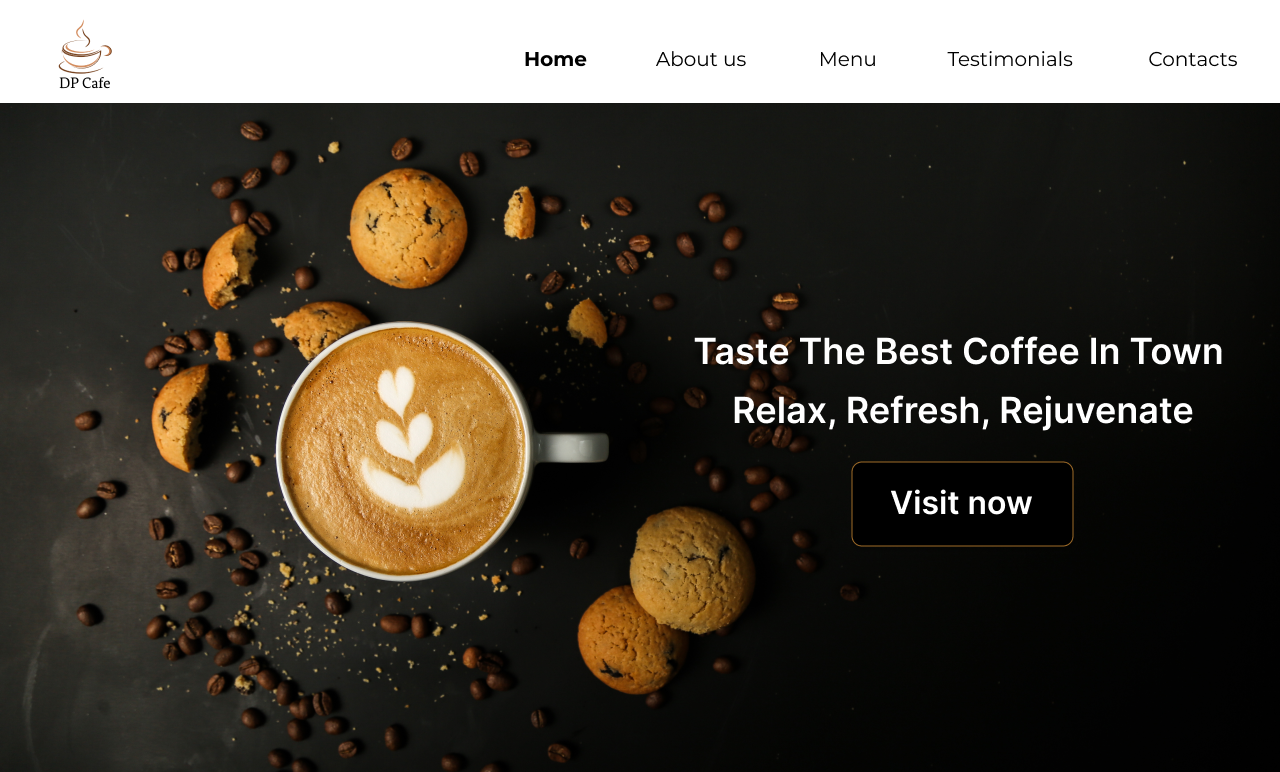 DP Cafe
Home About us Menu Testimonials Contacts
Taste The Best Coffee In Town
Relax, Refresh, Rejuvenate
Visit now